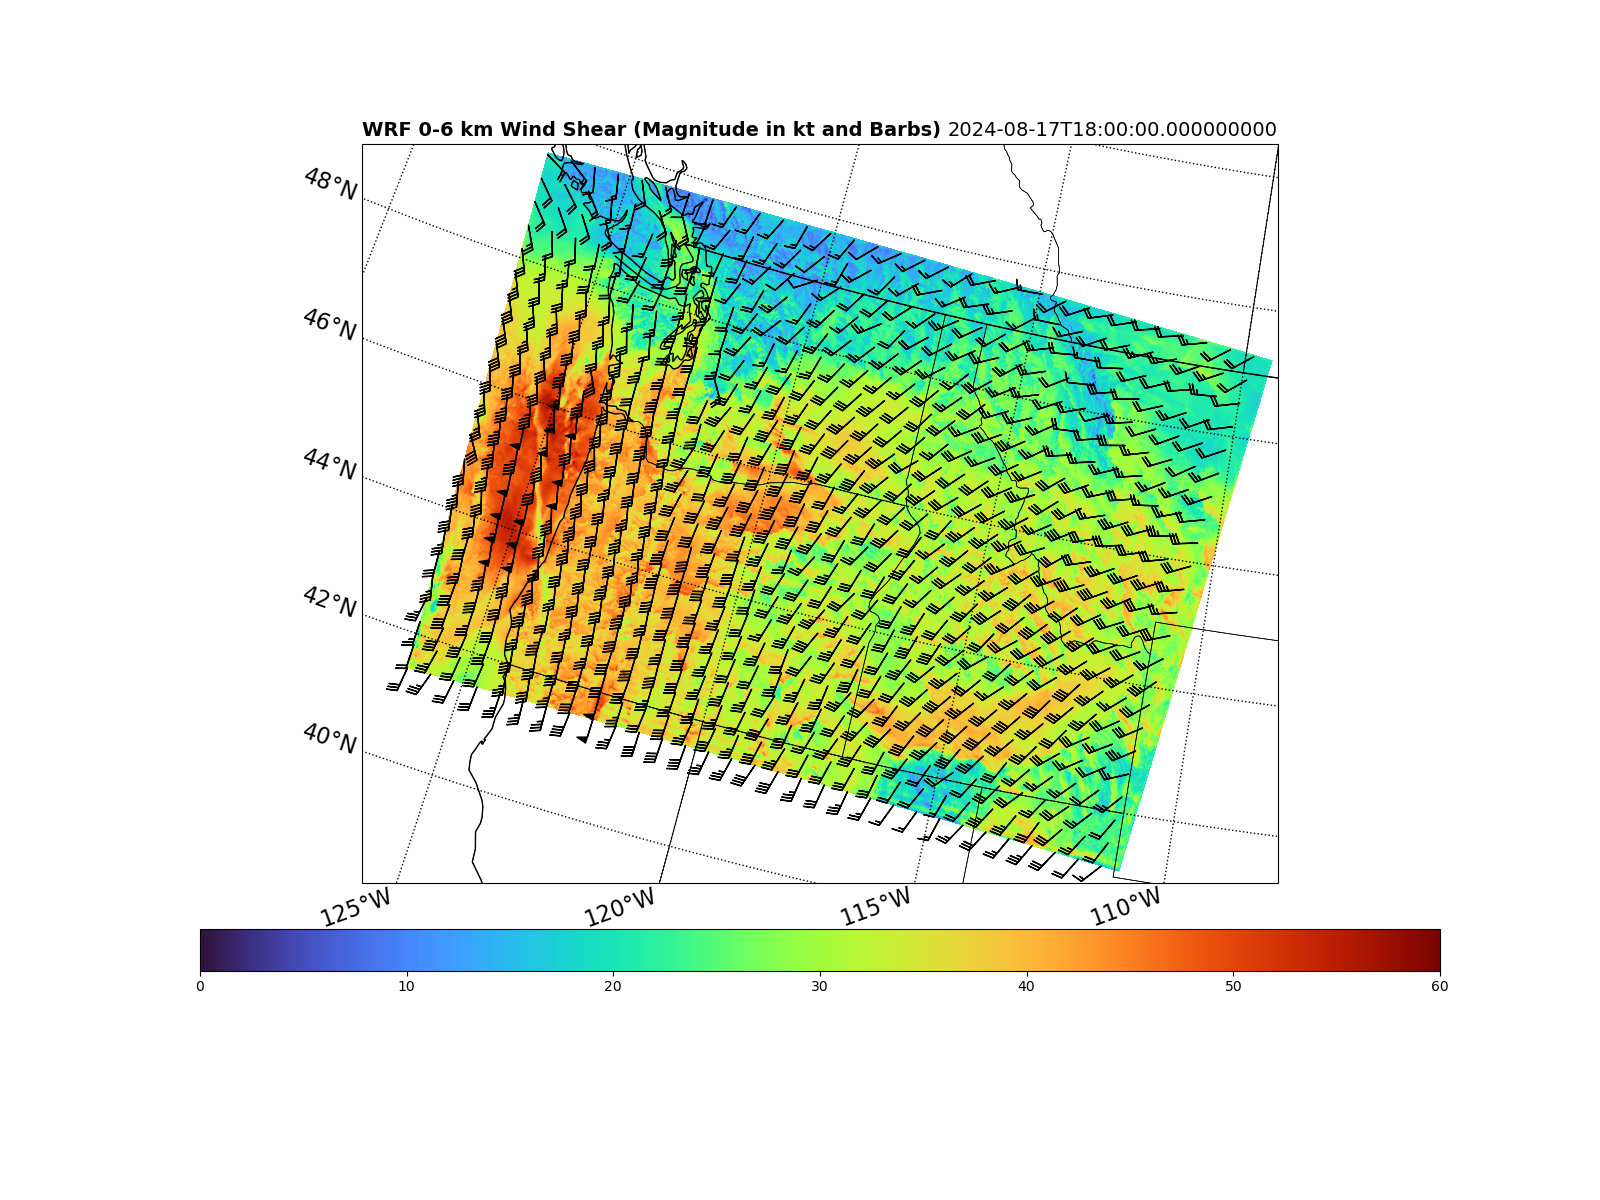 WRF 0-6 km Wind Shear (Magnitude in kt and Barbs) 2024-08-17T18:00:00.000000000
48°N
46°N
44°N
42°N
40°N
125°W 120°W 115°W 110°W
0 10 20 30 40 50 60